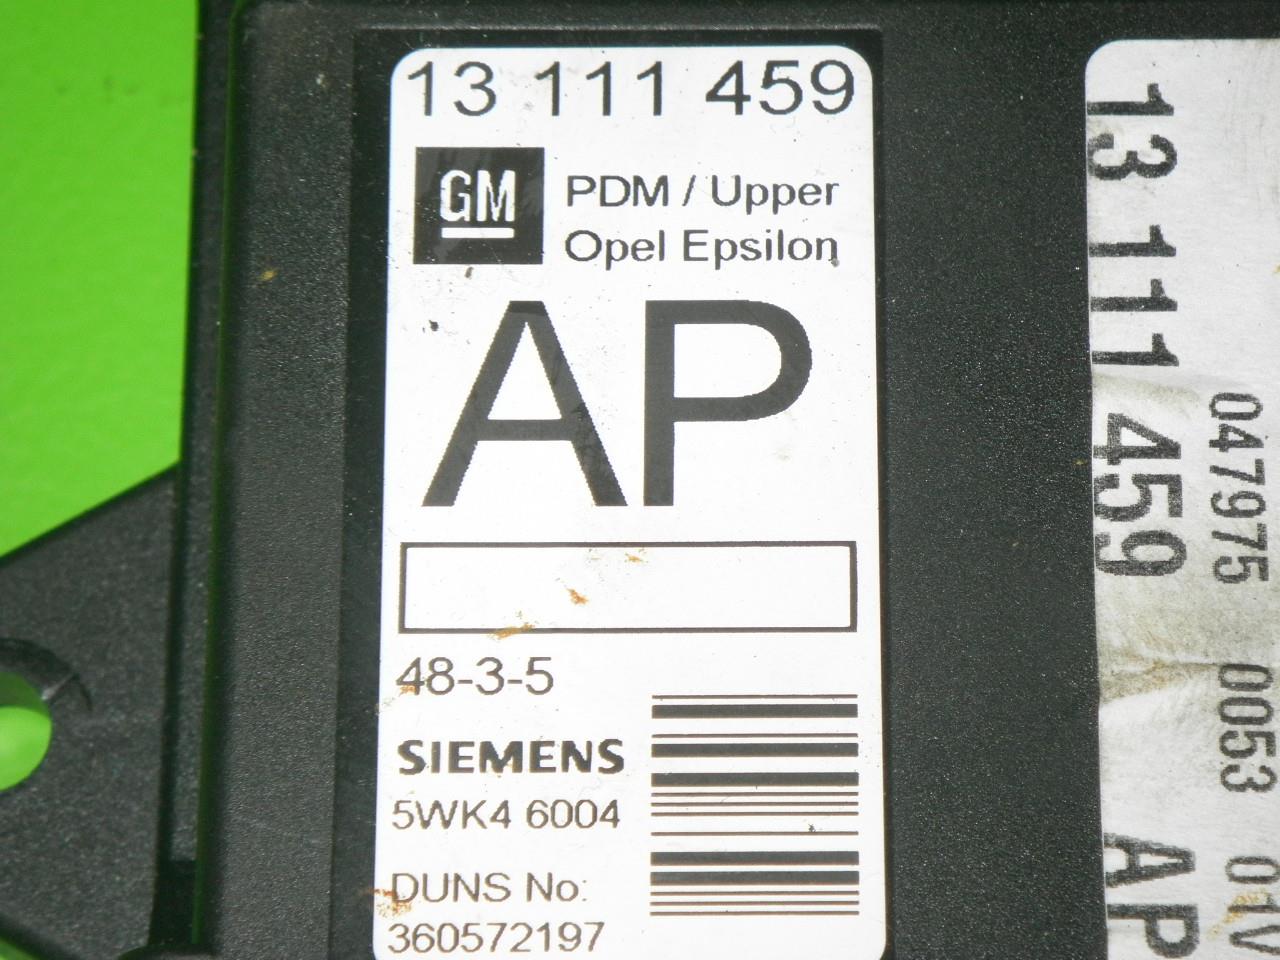 13 111 459
GM
PDM / Upper
Opel Epsilon
AP
48-3-5
SIEMENS
5WK4 6004
DUNS No:
360572197
13 111 459 AP
047975 0053 01V